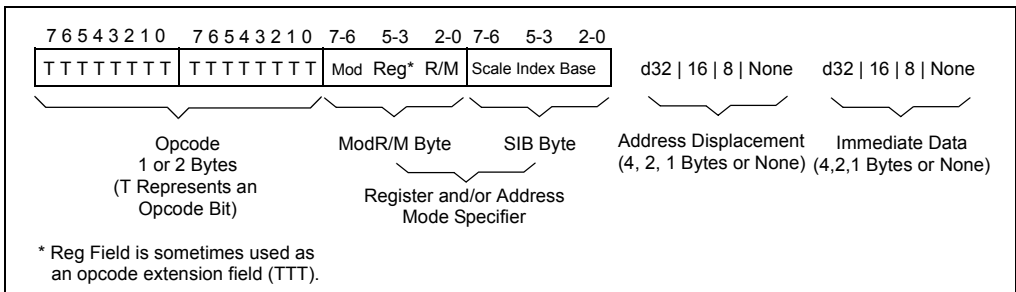 7 6 5 4 3 2 1 0 7 6 5 4 3 2 1 0 7-6 5-3 2-0 7-6 5-3 2-0
T T T T T T T T T T T T T T T T Mod Reg* R/M Scale Index Base d32 | 16 | 8 | None d32 | 16 | 8 | None
Opcode
1 or 2 Bytes
(T Represents an
Opcode Bit)
ModR/M Byte SIB Byte
Register and/or Address
Mode Specifier
Address Displacement
(4, 2, 1 Bytes or None)
Immediate Data
(4,2,1 Bytes or None)
* Reg Field is sometimes used as
an opcode extension field (TTT).